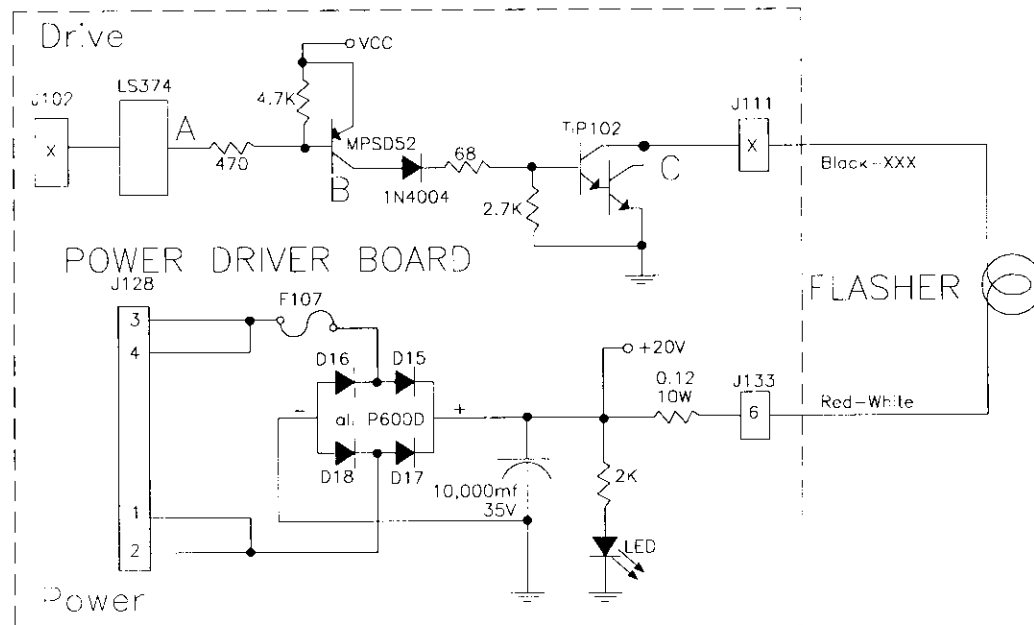 Drive
VCC
LS374
J102
4.7K
A
J111
TIP102
X
MPSD52
68
X
470
B
1N4004
C
Black-XXX
2.7K
POWER DRIVER BOARD
J128
F107
FLASHER
3
4
+20V
D16
D15
0.12
10W
J133
-
+
all P600D
6
Red-White
D18
D17
2K
10,000mf
35V
1
2
LED
Power